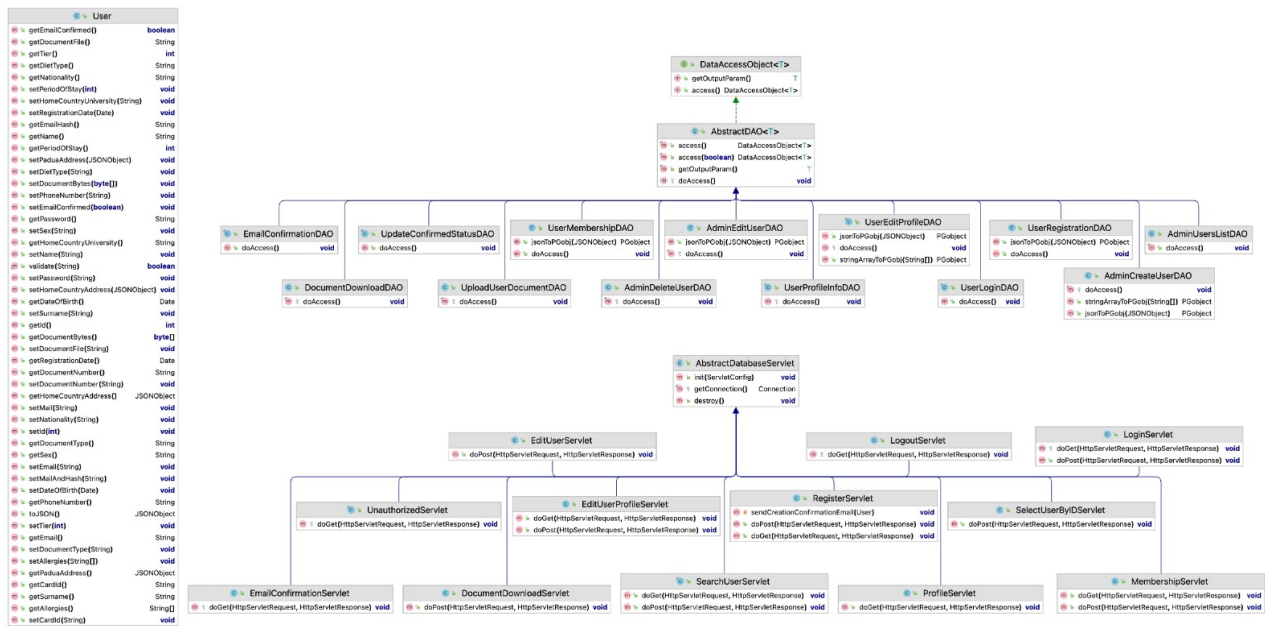 User
getEmailConfirmed() boolean
getDocumentFile() String
getTier() int
getDietType() String
getNationality() String
setPeriodOfStay(int) void
setHomeCountryUniversity(String) void
setRegistrationDate(Date) void
getEmailHash() String
getName() String
getPeriodOfStay() int
setPaduaAddress(JSONObject) void
setDietType(String) void
setDocumentBytes(byte[]) void
setPhoneNumber(String) void
setEmailConfirmed(boolean) void
getPassword() String
setSex(String) void
getHomeCountryUniversity() String
setName(String) void
validate(String) boolean
setPassword(String) void
setHomeCountryAddress(JSONObject) void
getDateOfBirth() Date
setSurname(String) void
getId() int
getDocumentBytes() byte[]
setDocumentFile(String) void
getRegistrationDate() Date
getDocumentNumber() String
setDocumentNumber(String) void
getHomeCountryAddress() JSONObject
setMail(String) void
setNationality(String) void
setId(int) void
getDocumentType() String
getSex() String
setEmail(String) void
setMailAndHash(String) void
setDateOfBirth(Date) void
getPhoneNumber() String
toJSON() JSONObject
setTier(int) void
getEmail() String
setDocumentType(String) void
setAllergies(String[]) void
getPaduaAddress() JSONObject
getCardId() String
getSurname() String
getAllergies() String[]
setCardId(String) void
DataAccessObject<T>
getOutputParam() T
access() DataAccessObject<T>
AbstractDAO<T>
access() DataAccessObject<T>
access(boolean) DataAccessObject<T>
getOutputParam() T
doAccess() void
EmailConfirmationDAO
doAccess() void
UpdateConfirmedStatusDAO
doAccess() void
UserMembershipDAO
jsonToPGobj(JSONObject) PGobject
doAccess() void
AdminEditUserDAO
jsonToPGobj(JSONObject) PGobject
doAccess() void
UserEditProfileDAO
jsonToPGobj(JSONObject) PGobject
doAccess() void
stringArrayToPGobj(String[]) PGobject
UserRegistrationDAO
jsonToPGobj(JSONObject) PGobject
doAccess() void
AdminUsersListDAO
doAccess() void
DocumentDownloadDAO
doAccess() void
UploadUserDocumentDAO
doAccess() void
AdminDeleteUserDAO
doAccess() void
UserProfileInfoDAO
doAccess() void
UserLoginDAO
doAccess() void
AdminCreateUserDAO
doAccess() void
stringArrayToPGobj(String[]) PGobject
jsonToPGobj(JSONObject) PGobject
AbstractDatabaseServlet
init(ServletConfig) void
getConnection() Connection
destroy() void
EditUserServlet
doPost(HttpServletRequest, HttpServletResponse) void
LogoutServlet
doGet(HttpServletRequest, HttpServletResponse) void
LoginServlet
doGet(HttpServletRequest, HttpServletResponse) void
doPost(HttpServletRequest, HttpServletResponse) void
UnauthorizedServlet
doGet(HttpServletRequest, HttpServletResponse) void
EditUserProfileServlet
doGet(HttpServletRequest, HttpServletResponse) void
doPost(HttpServletRequest, HttpServletResponse) void
RegisterServlet
sendCreationConfirmationEmail(User) void
doPost(HttpServletRequest, HttpServletResponse) void
doGet(HttpServletRequest, HttpServletResponse) void
SelectUserByIDServlet
doPost(HttpServletRequest, HttpServletResponse) void
EmailConfirmationServlet
doGet(HttpServletRequest, HttpServletResponse) void
DocumentDownloadServlet
doPost(HttpServletRequest, HttpServletResponse) void
SearchUserServlet
doGet(HttpServletRequest, HttpServletResponse) void
doPost(HttpServletRequest, HttpServletResponse) void
ProfileServlet
doGet(HttpServletRequest, HttpServletResponse) void
MembershipServlet
doGet(HttpServletRequest, HttpServletResponse) void
doPost(HttpServletRequest, HttpServletResponse) void